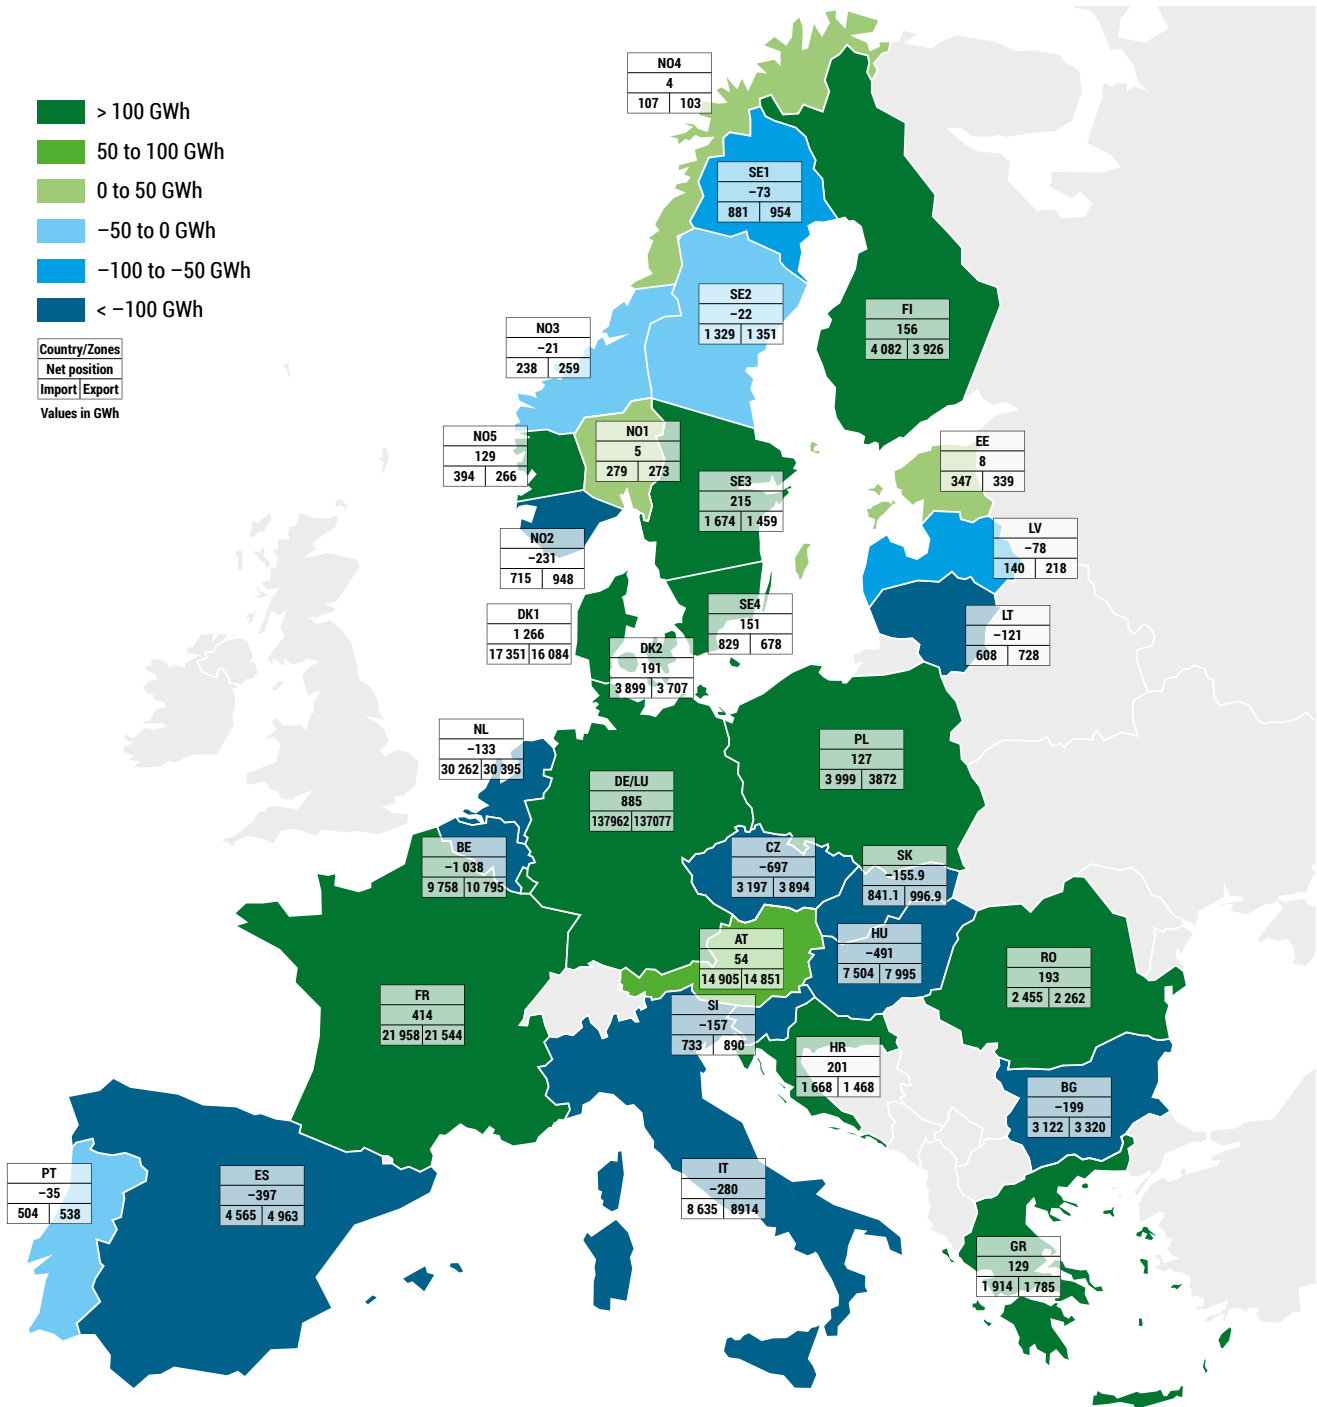 > 100 GWh
50 to 100 GWh
0 to 50 GWh
−50 to 0 GWh
−100 to −50 GWh
< −100 GWh
Country/Zones
Net position
Import Export
Values in GWh
NO4
4
107 103
SE1
−73
881 954
SE2
−22
1 329 1 351
FI
156
4 082 3 926
NO3
−21
238 259
NO5
129
394 266
NO1
5
279 273
EE
8
347 339
SE3
215
1 674 1 459
NO2
−231
715 948
LV
−78
140 218
DK1
1 266
17 351 16 084
SE4
151
829 678
LT
−121
608 728
DK2
191
3 899 3 707
NL
−133
30 262 30 395
PL
127
3 999 3872
DE/LU
885
137962 137077
BE
−1 038
9 758 10 795
CZ
−697
3 197 3 894
SK
−155.9
841.1 996.9
AT
54
14 905 14 851
HU
−491
7 504 7 995
RO
193
2 455 2 262
FR
414
21 958 21 544
SI
−157
733 890
HR
201
1 668 1 468
BG
−199
3 122 3 320
PT
−35
504 538
ES
−397
4 565 4 963
IT
−280
8 635 8914
GR
129
1 914 1 785